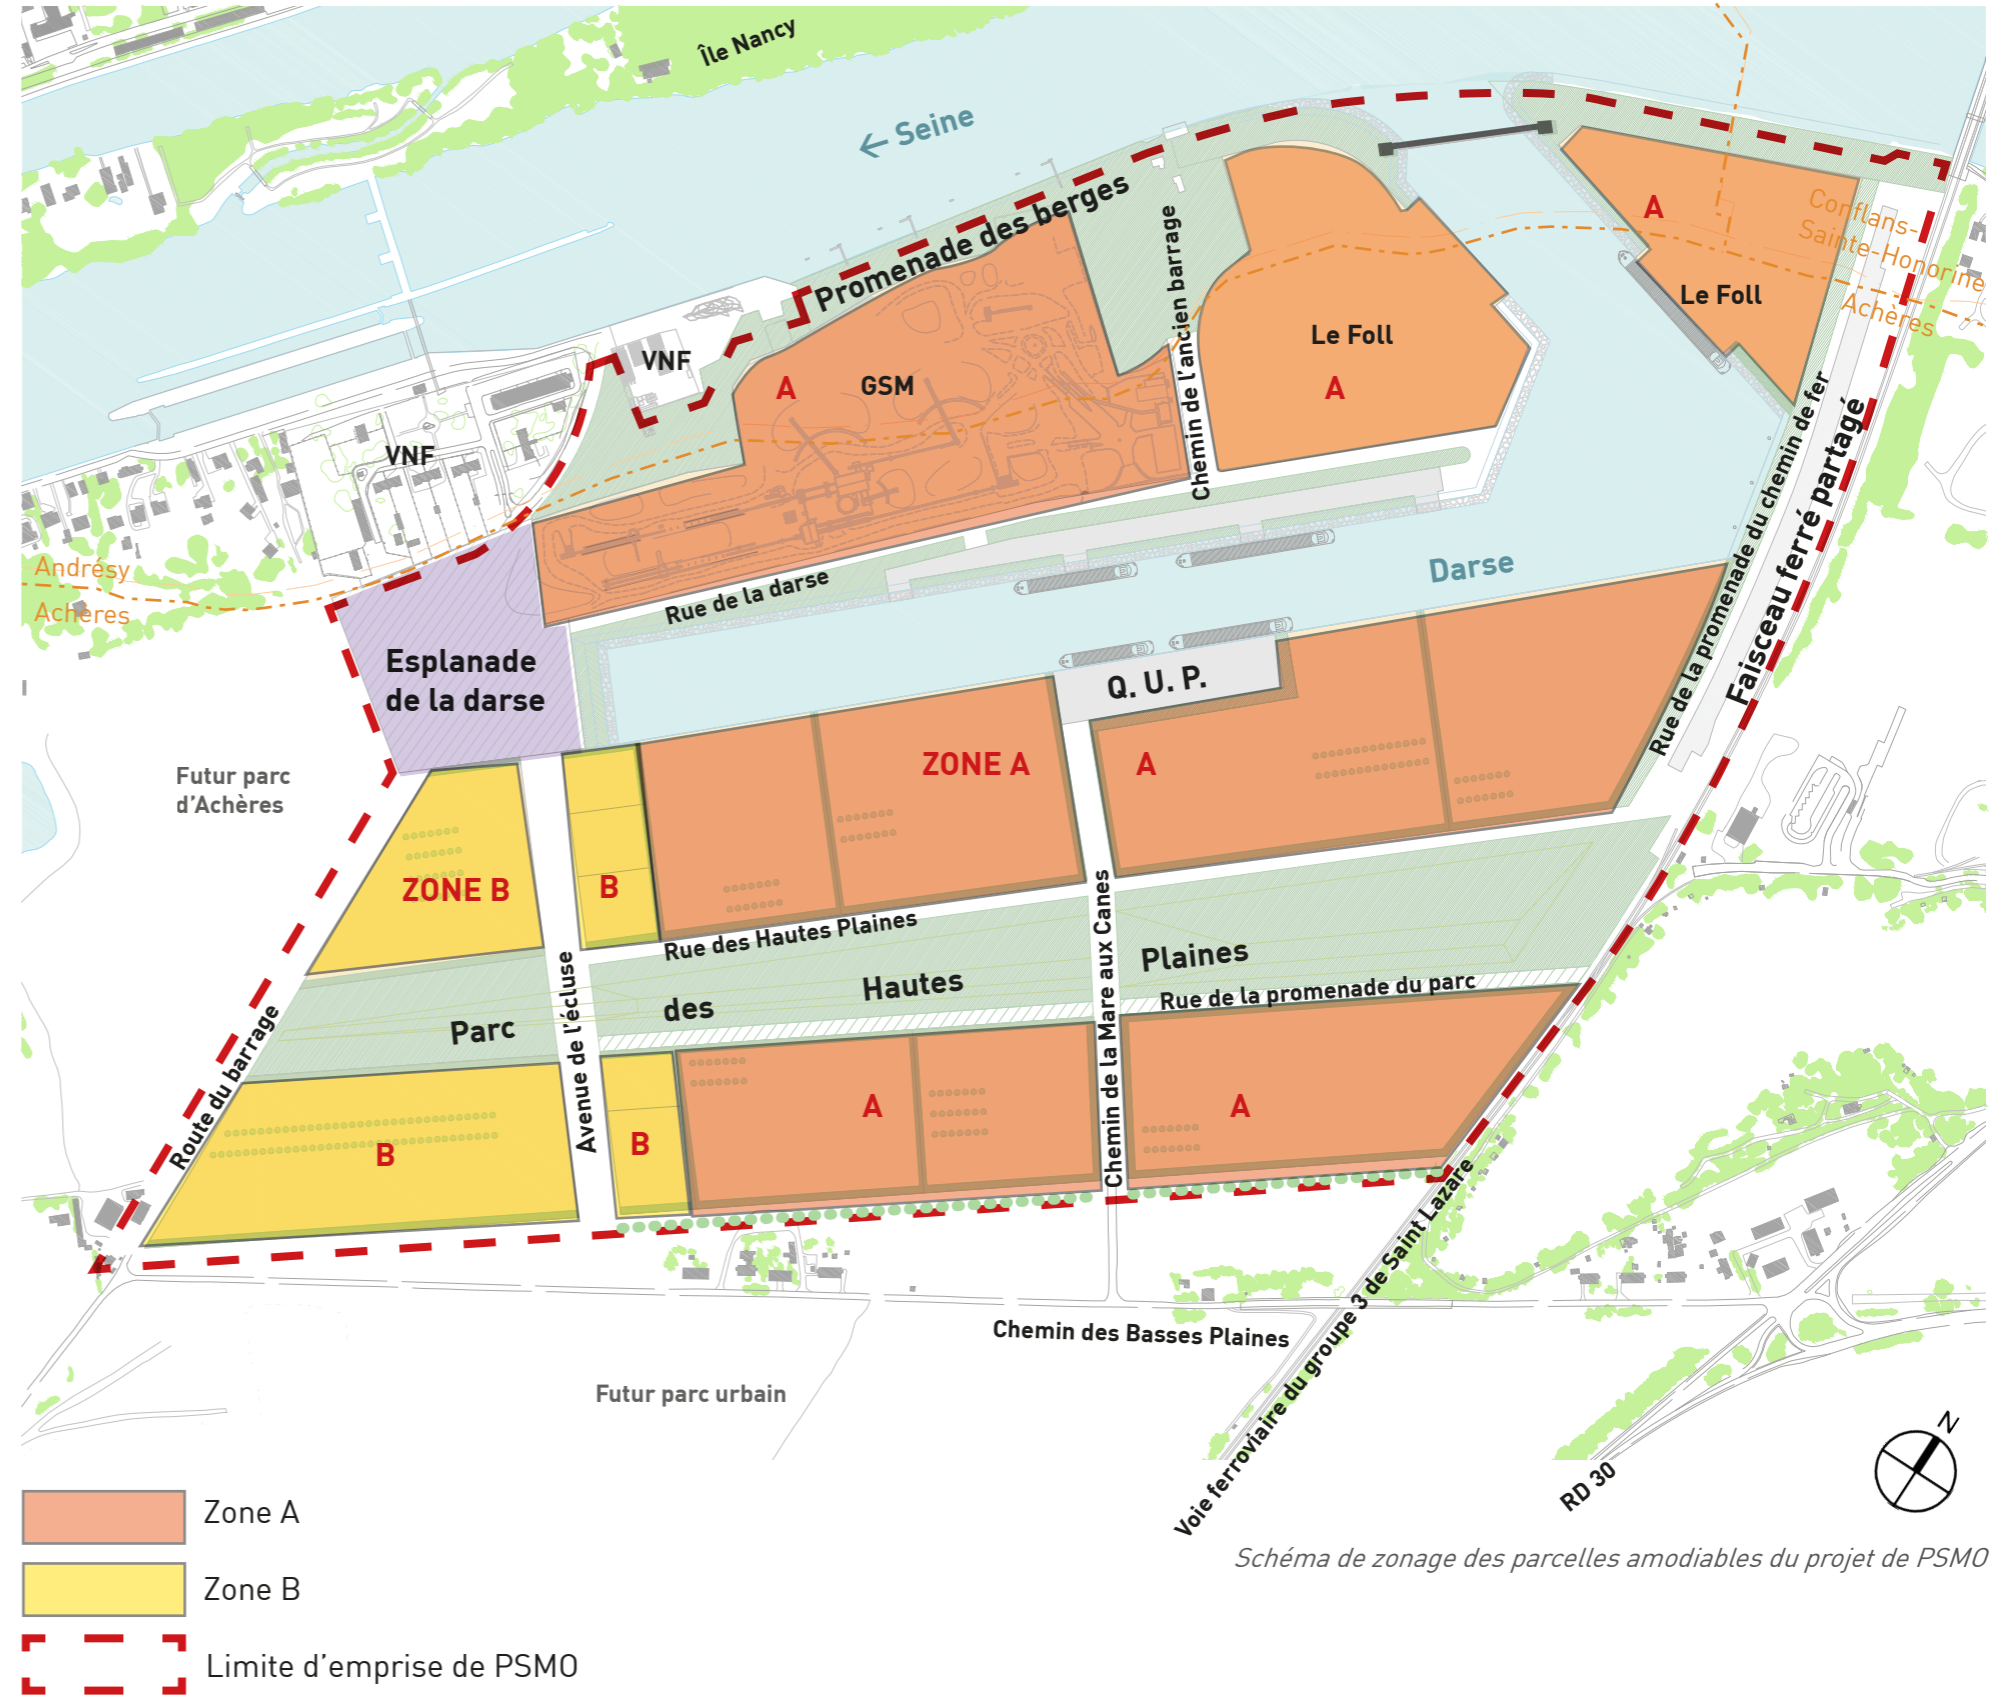 Île Nancy
← Seine
Promenade des berges
Chemin de l'ancien barrage
A
Conflans-
Sainte-Honorine
Achères
Le Foll
Le Foll
A
VNF
A
GSM
VNF
Andrésy
Achères
Rue de la darse
Darse
Rue de la promenade du chemin de fer
Faisceau ferré partagé
Esplanade
de la darse
Q. U. P.
Futur parc
d'Achères
ZONE A
A
ZONE B
B
Rue des Hautes Plaines
Parc des Hautes Plaines
Rue de la promenade du parc
Route du barrage
Avenue de l'écluse
Chemin de la Mare aux Canes
B
B
A
A
Voie ferroviaire du groupe 3 de Saint Lazare
Chemin des Basses Plaines
Futur parc urbain
RD 30
N
Schéma de zonage des parcelles amodiables du projet de PSMO
Zone A
Zone B
Limite d'emprise de PSMO